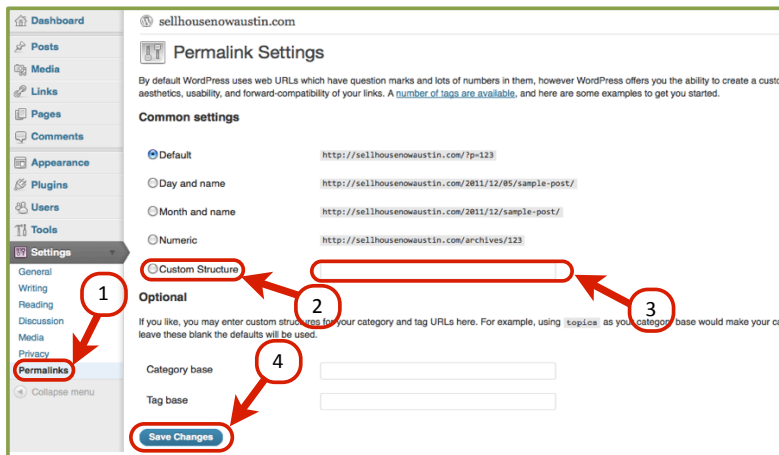 Dashboard
Posts
Media
Links
Pages
Comments
Appearance
Plugins
Users
Tools
Settings
General
Writing
Reading
Discussion
Media
Privacy
Permalinks
Collapse menu
sellhousenowaustin.com
Permalink Settings
By default WordPress uses web URLs which have question marks and lots of numbers in them, however WordPress offers you the ability to create a custo
aesthetics, usability, and forward-compatibility of your links. A number of tags are available, and here are some examples to get you started.
Common settings
Default http://sellhousenowaustin.com/?p=123
Day and name http://sellhousenowaustin.com/2011/12/05/sample-post/
Month and name http://sellhousenowaustin.com/2011/12/sample-post/
Numeric http://sellhousenowaustin.com/archives/123
Custom Structure
Optional
If you like, you may enter custom structures for your category and tag URLs here. For example, using topics as your category base would make your ca
leave these blank the defaults will be used.
Category base
Tag base
Save Changes
1
2
3
4